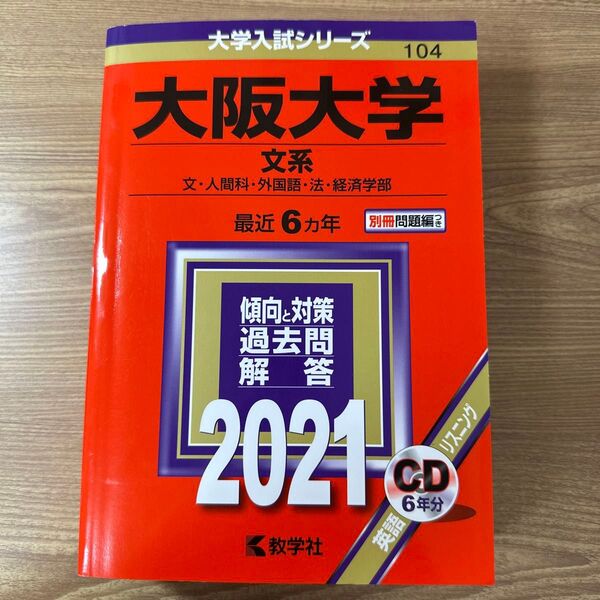 大学入試シリーズ
104
大阪大学
文系
文・人間科・外国語・法・経済学部
最近6カ年
別冊問題編つき
傾向と対策
過去問
解答
2021
英語 リスニング
CD
6年分
教学社